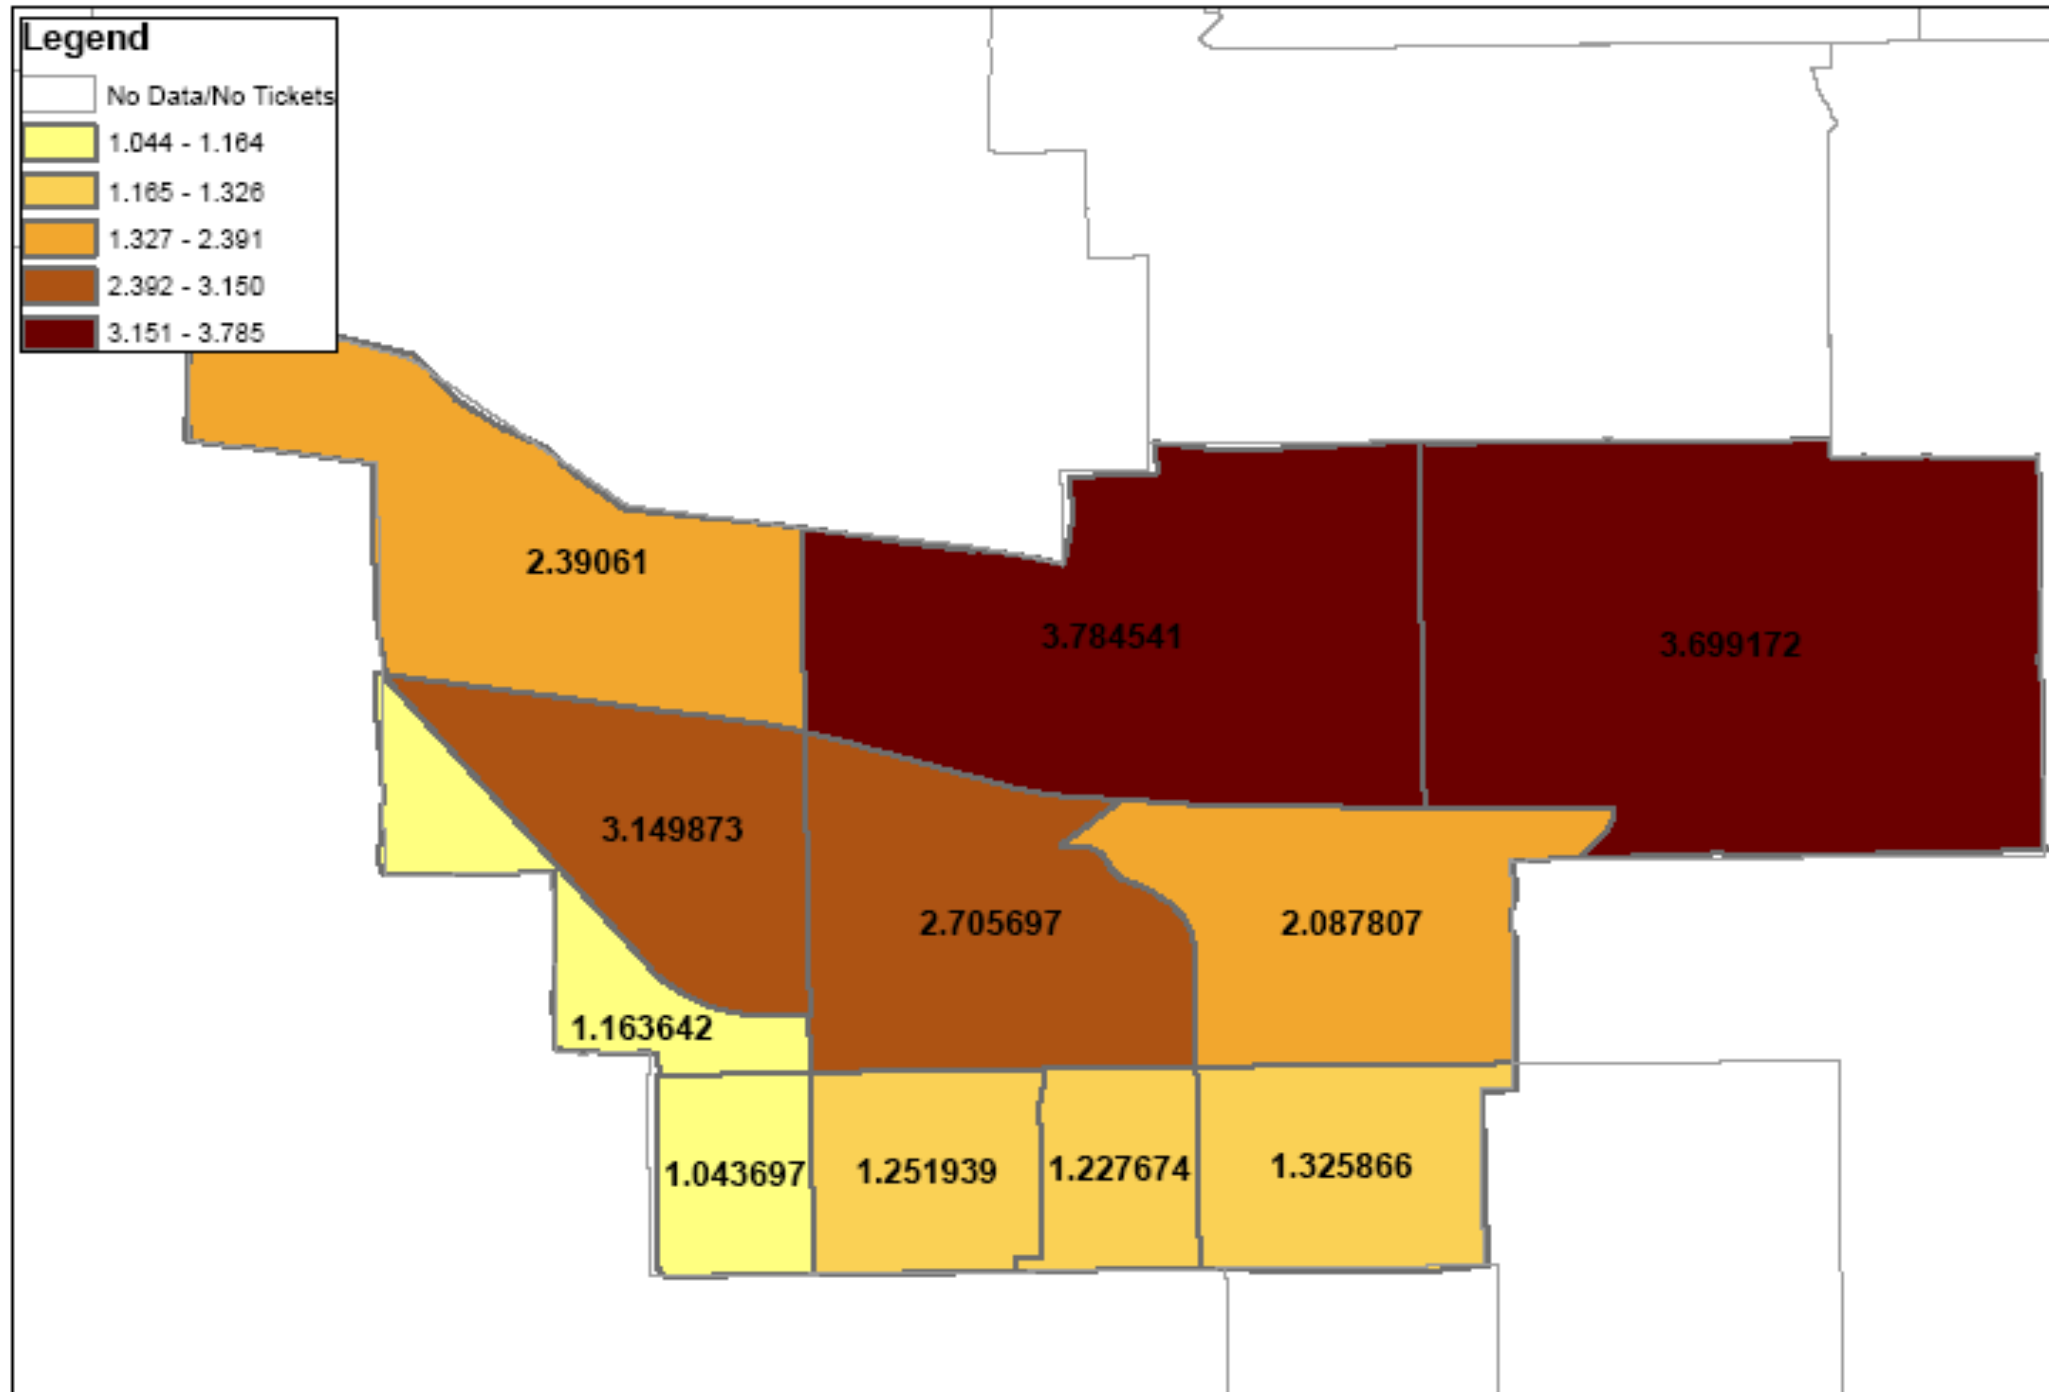 Legend
No Data/No Tickets
1.044 - 1.164
1.165 - 1.326
1.327 - 2.391
2.392 - 3.150
3.151 - 3.785
2.39061
3.784541
3.699172
3.149873
2.705697
2.087807
1.163642
1.043697
1.251939
1.227674
1.325866